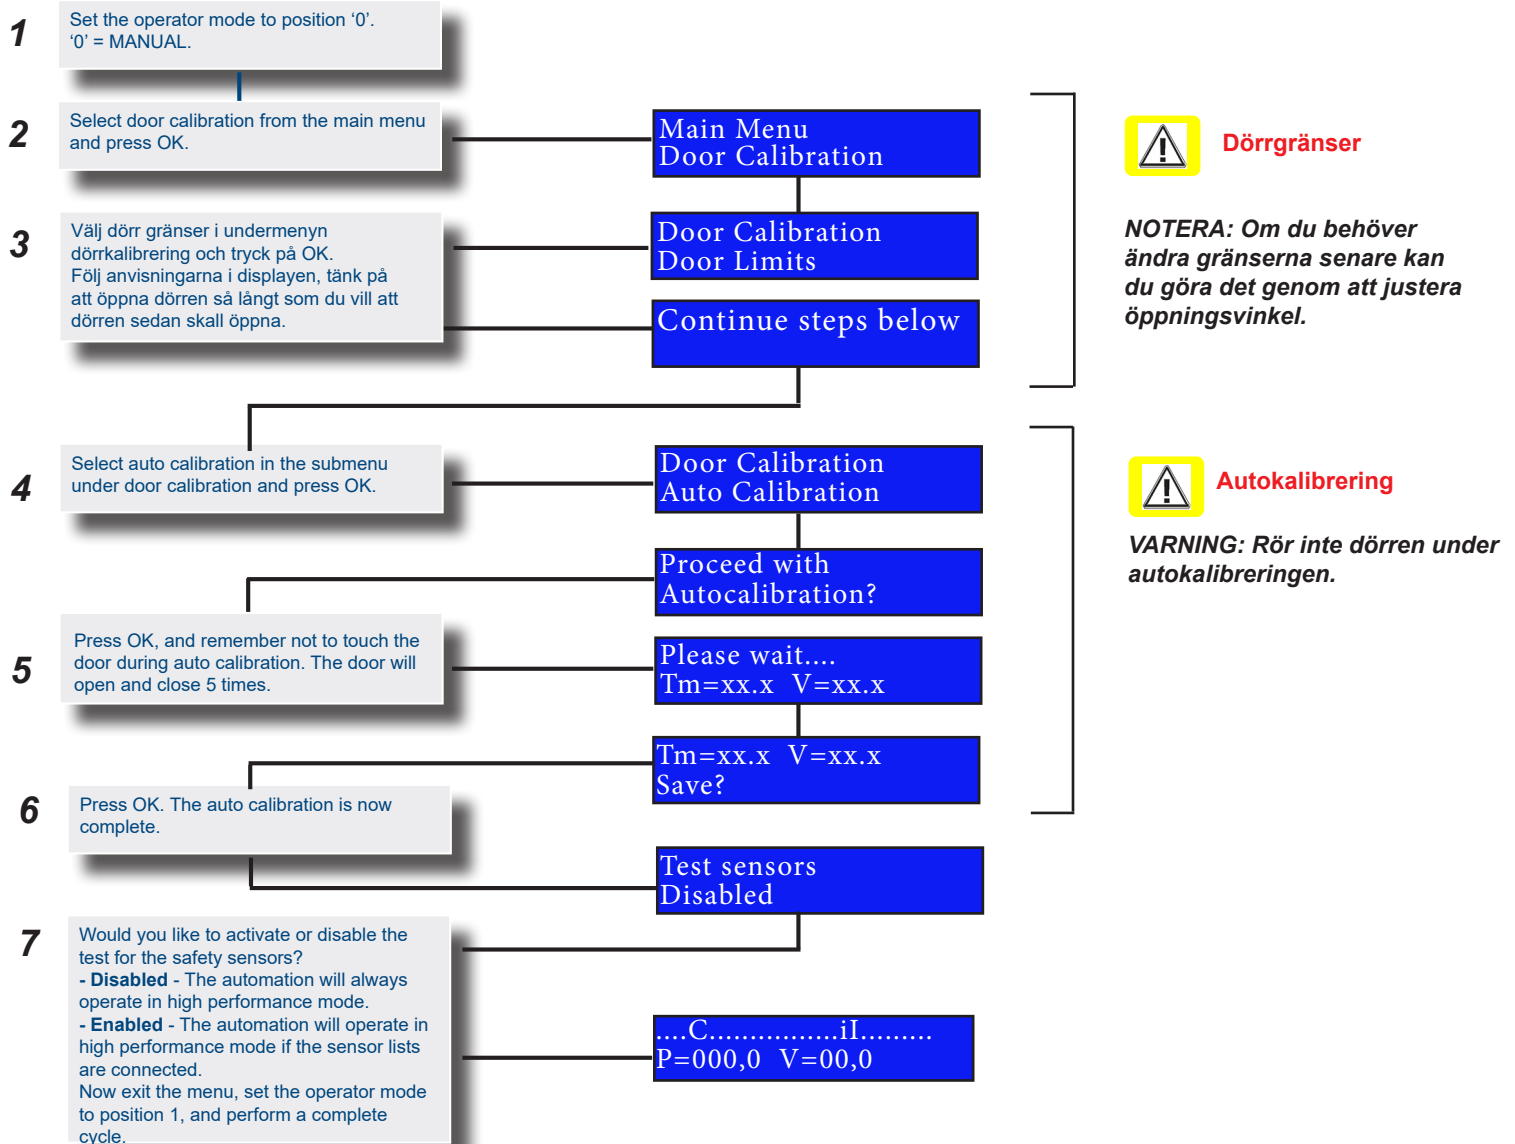 1
Set the operator mode to position ‘0’.
‘0’ = MANUAL.
2
Select door calibration from the main menu
and press OK.
Main Menu
Door Calibration
Dörrgränser
3
Välj dörr gränser i undermenyn
dörrkalibrering och tryck på OK.
Följ anvisningarna i displayen, tänk på
att öppna dörren så långt som du vill att
dörren sedan skall öppna.
Door Calibration
Door Limits
Continue steps below
NOTERA: Om du behöver
ändra gränserna senare kan
du göra det genom att justera
öppningsvinkel.
4
Select auto calibration in the submenu
under door calibration and press OK.
Door Calibration
Auto Calibration
Autokalibrering
VARNING: Rör inte dörren under
autokalibreringen.
Proceed with
Autocalibration?
5
Press OK, and remember not to touch the
door during auto calibration. The door will
open and close 5 times.
Please wait....
Tm=xx.x V=xx.x
Tm=xx.x V=xx.x
Save?
6
Press OK. The auto calibration is now
complete.
Test sensors
Disabled
7
Would you like to activate or disable the
test for the safety sensors?
- Disabled - The automation will always
operate in high performance mode.
- Enabled - The automation will operate in
high performance mode if the sensor lists
are connected.
Now exit the menu, set the operator mode
to position 1, and perform a complete
cycle.
....C...............iI.........
P=000,0 V=00,0